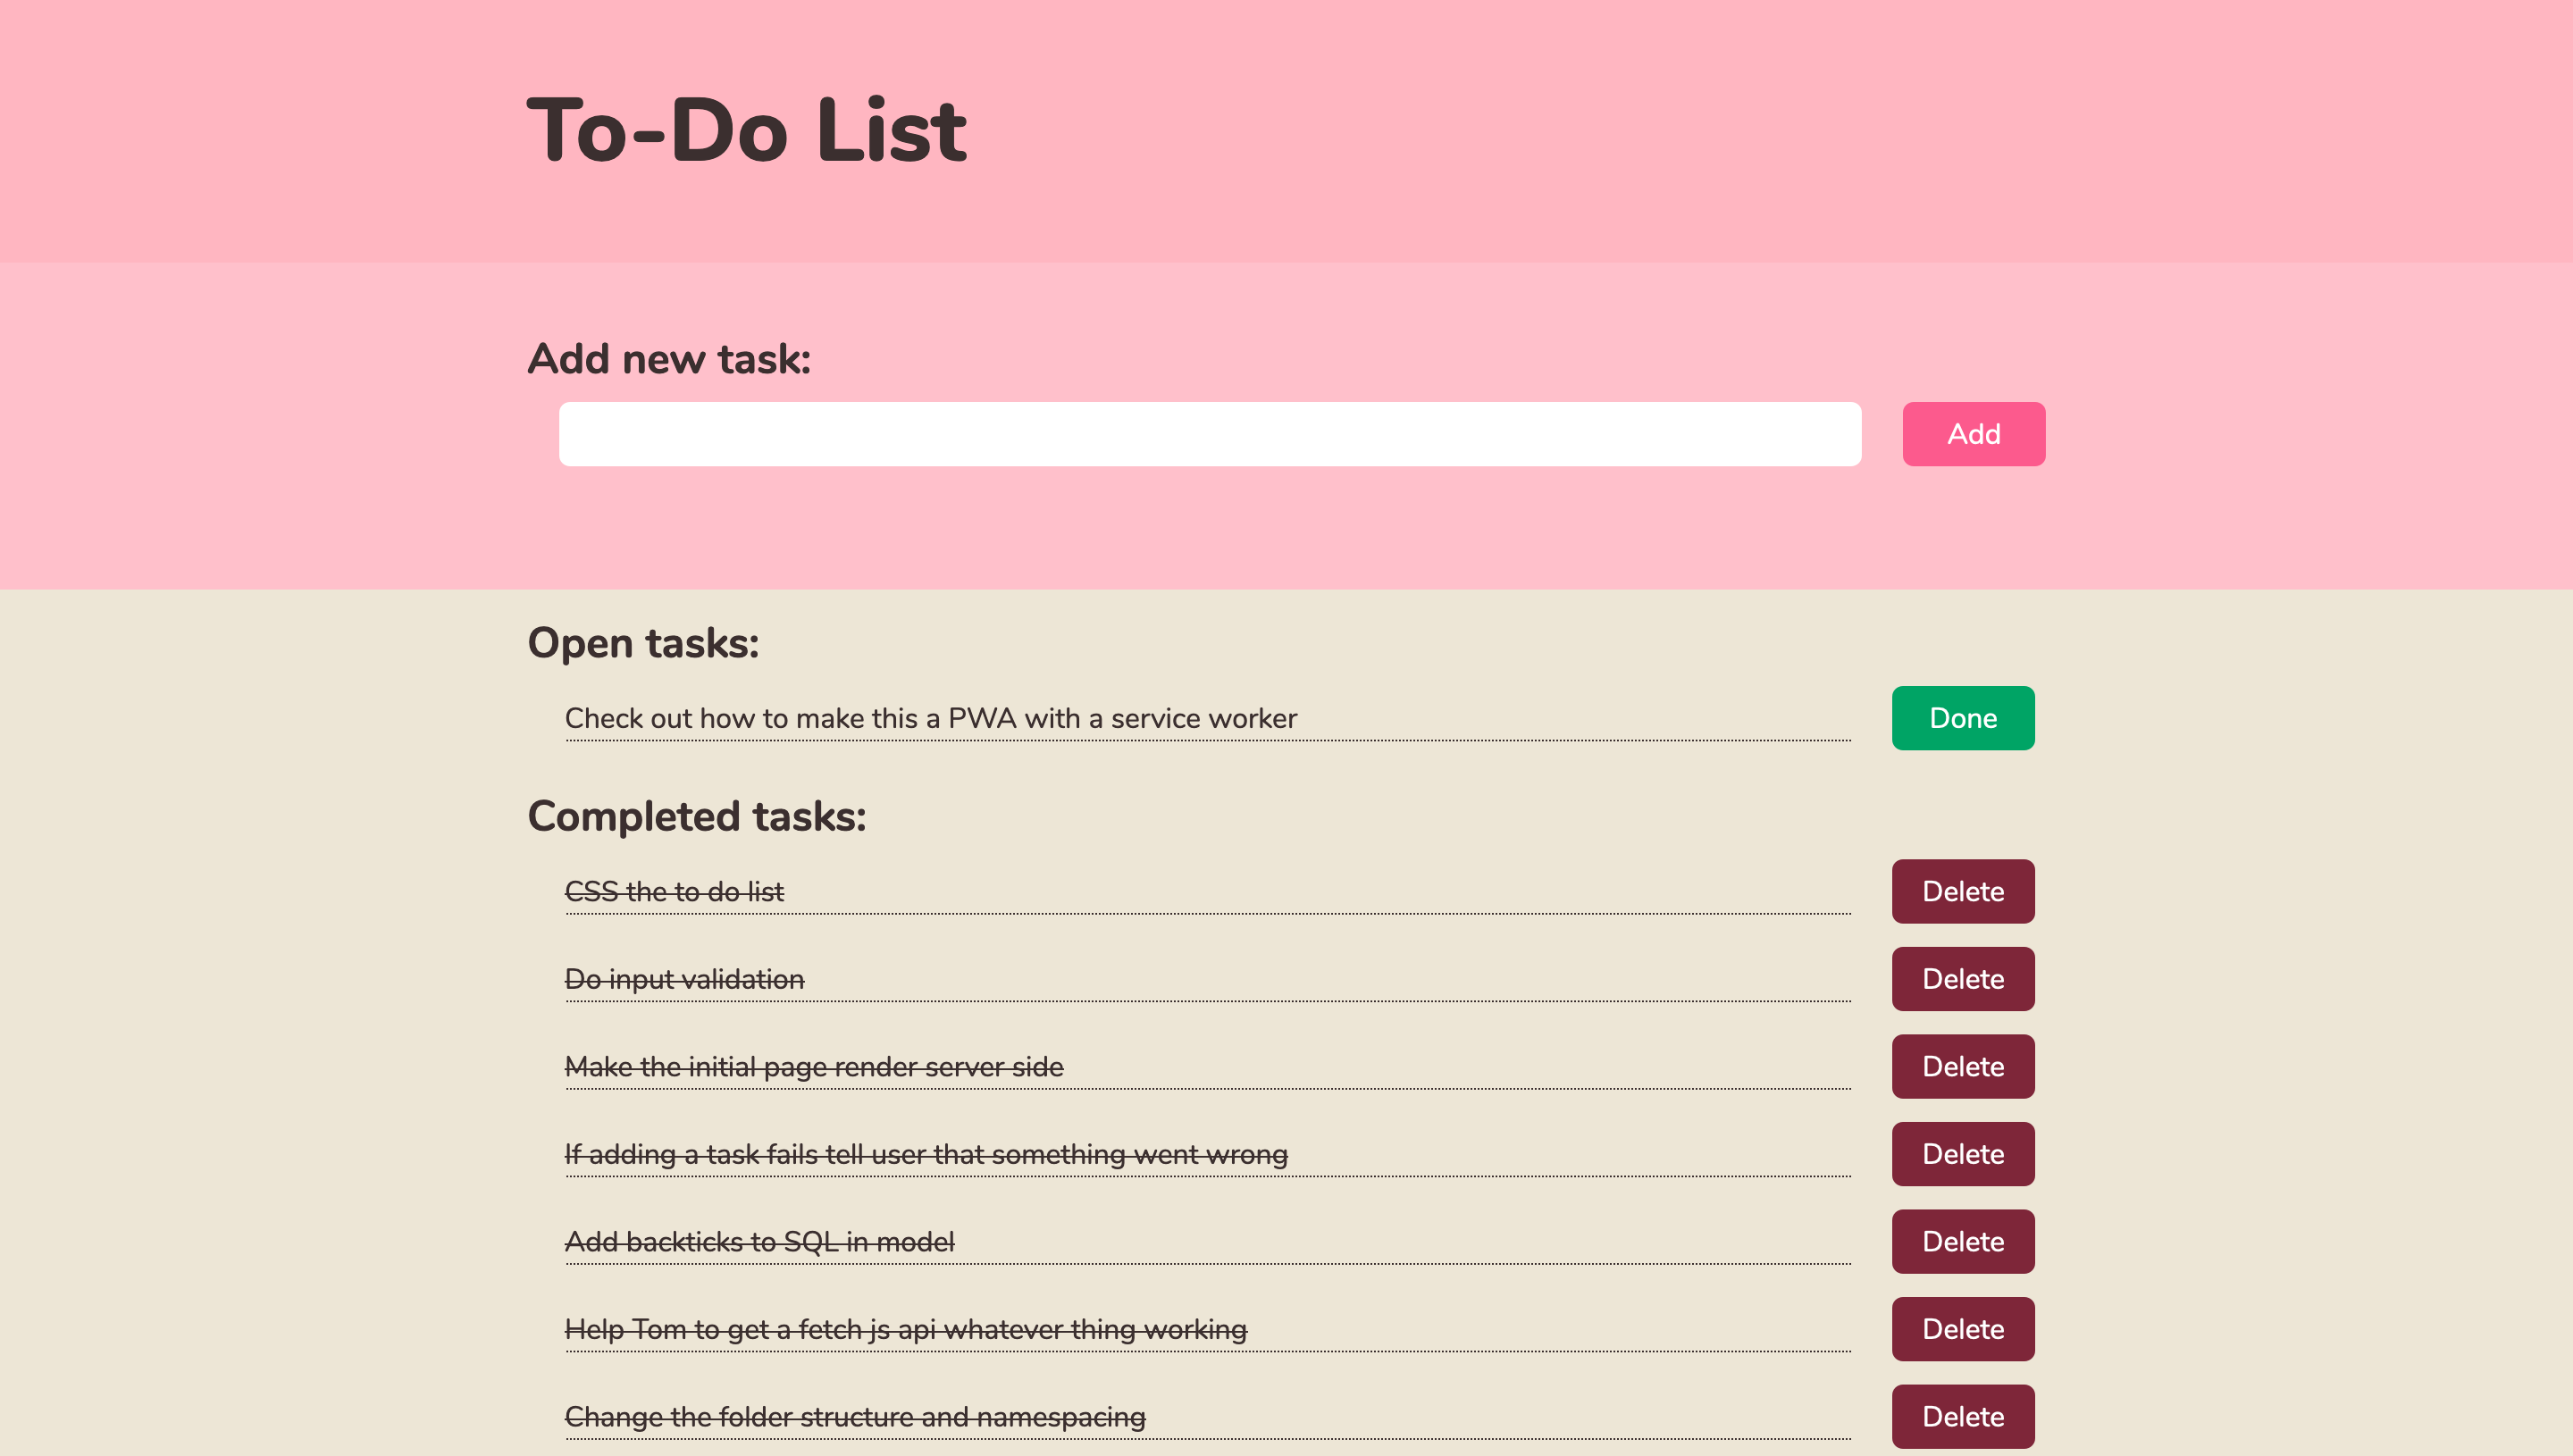 To-Do List
Add new task:
Add
Open tasks:
Check out how to make this a PWA with a service worker
Done
Completed tasks:
CSS the to do list
Delete
Do input validation
Delete
Make the initial page render server side
Delete
If adding a task fails tell user that something went wrong
Delete
Add backticks to SQL in model
Delete
Help Tom to get a fetch js api whatever thing working
Delete
Change the folder structure and namespacing
Delete